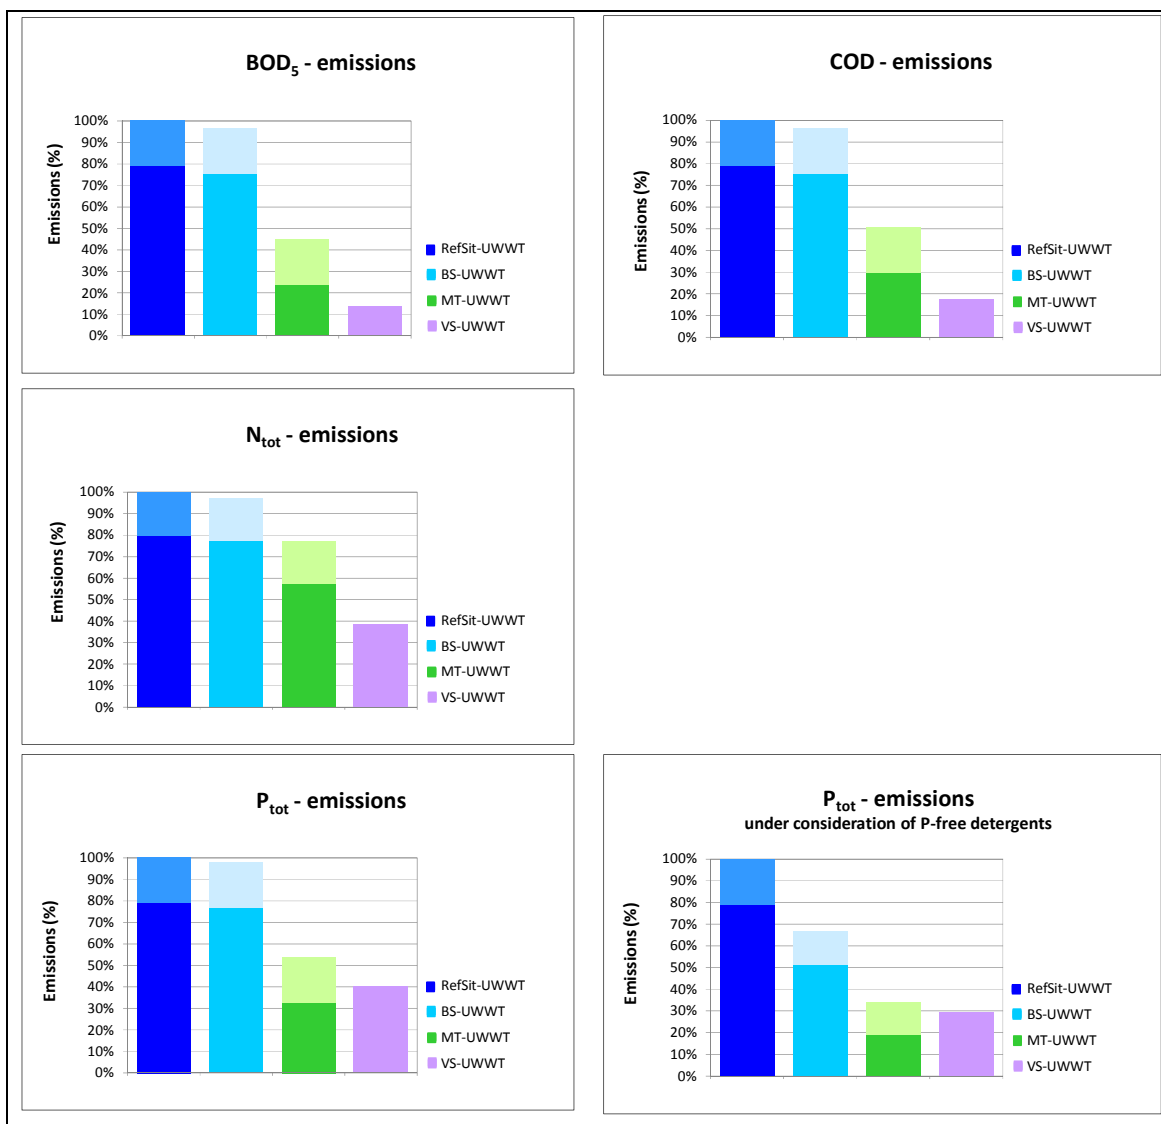 BOD5 - emissions
Emissions (%)
100%
90%
80%
70%
60%
50%
40%
30%
20%
10%
0%
RefSit-UWWT
BS-UWWT
MT-UWWT
VS-UWWT
COD - emissions
Emissions (%)
100%
90%
80%
70%
60%
50%
40%
30%
20%
10%
0%
RefSit-UWWT
BS-UWWT
MT-UWWT
VS-UWWT
Ntot - emissions
Emissions (%)
100%
90%
80%
70%
60%
50%
40%
30%
20%
10%
0%
RefSit-UWWT
BS-UWWT
MT-UWWT
VS-UWWT
Ptot - emissions
Emissions (%)
100%
90%
80%
70%
60%
50%
40%
30%
20%
10%
0%
RefSit-UWWT
BS-UWWT
MT-UWWT
VS-UWWT
Ptot - emissions
under consideration of P-free detergents
Emissions (%)
100%
90%
80%
70%
60%
50%
40%
30%
20%
10%
0%
RefSit-UWWT
BS-UWWT
MT-UWWT
VS-UWWT